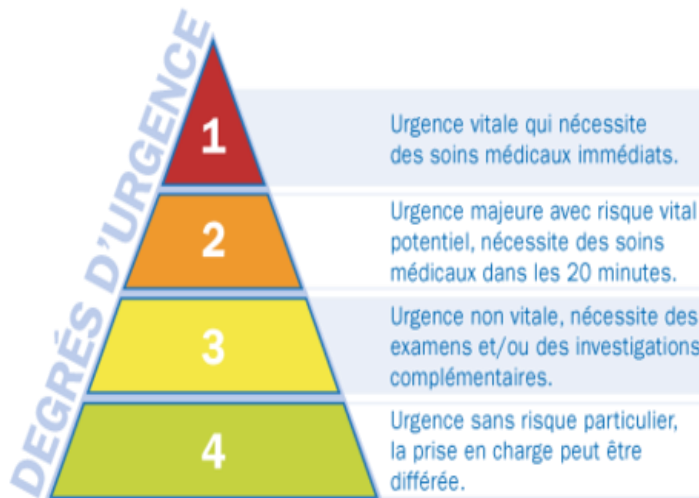 DEGRÉS D'URGENCE
1
Urgence vitale qui nécessite
des soins médicaux immédiats.
2
Urgence majeure avec risque vital
potentiel, nécessite des soins
médicaux dans les 20 minutes.
3
Urgence non vitale, nécessite des
examens et/ou des investigations
complémentaires.
4
Urgence sans risque particulier,
la prise en charge peut être
différée.